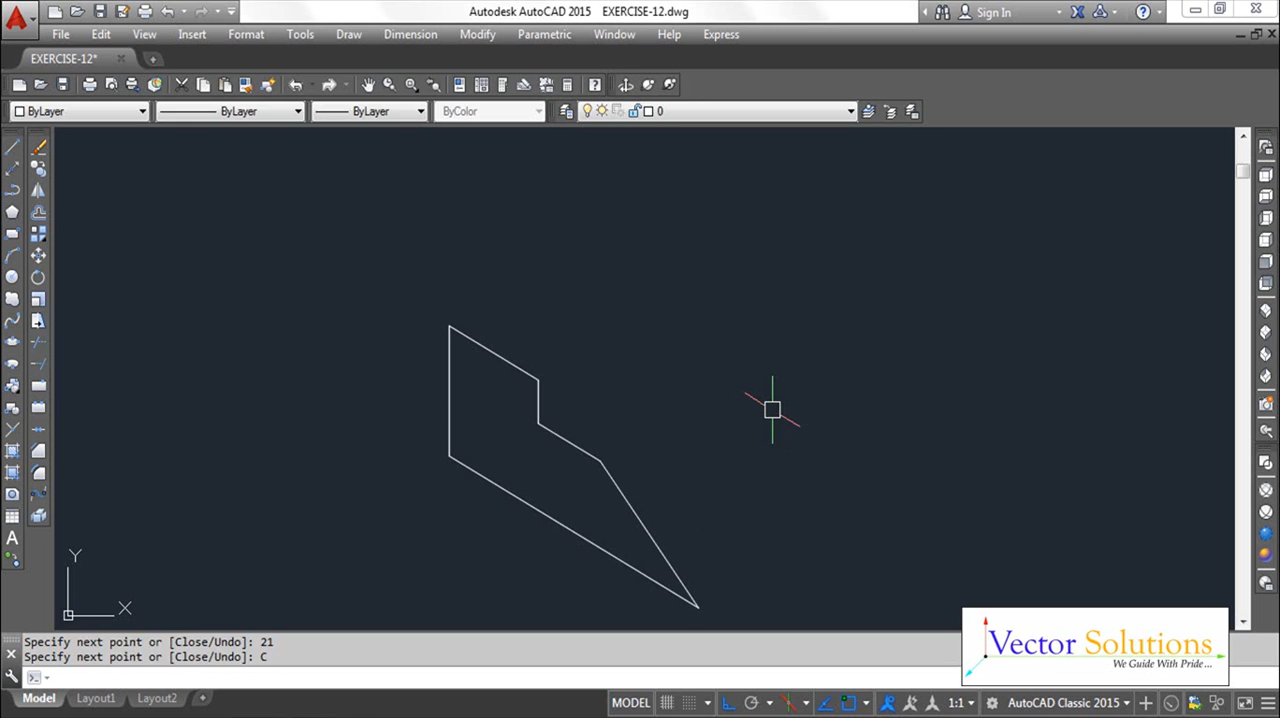 Autodesk AutoCAD 2015 EXERCISE-12.dwg
Sign In
File Edit View Insert Format Tools Draw Dimension Modify Parametric Window Help Express
EXERCISE-12*
ByLayer ByLayer ByLayer ByColor 0
A
Y
X
Specify next point or [Close/Undo]: 21
Specify next point or [Close/Undo]: C
Vector Solutions
We Guide With Pride...
Model Layout1 Layout2 MODEL 1:1 AutoCAD Classic 2015